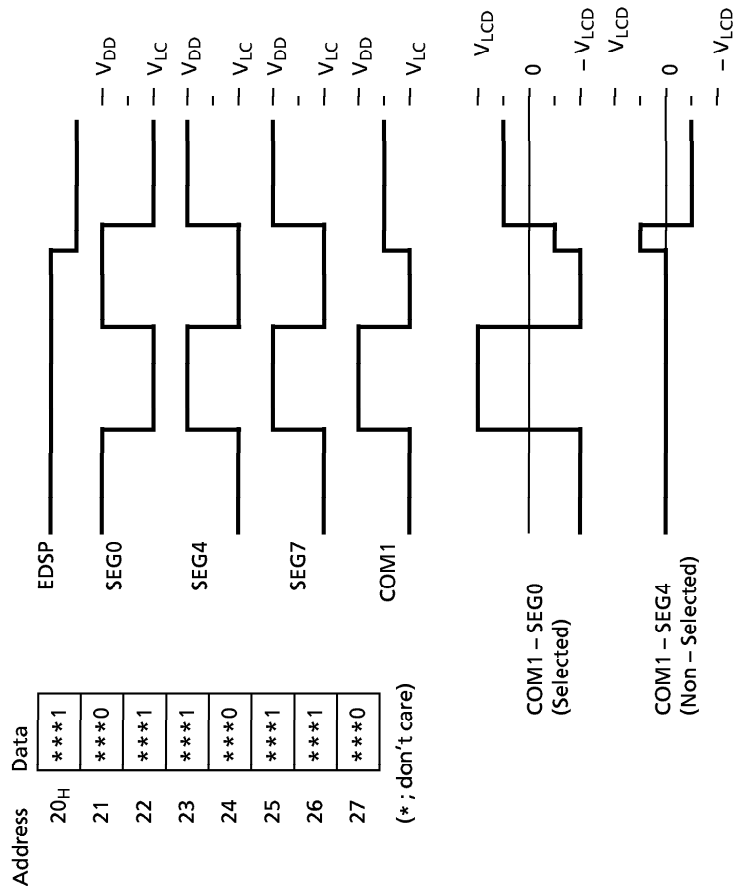 Address Data
20H ***1
21 ***0
22 ***1
23 ***1
24 ***0
25 ***1
26 ***1
27 ***0
(* ; don't care)
EDSP
SEG0
VDD
VLC
SEG4
VDD
VLC
SEG7
VDD
VLC
COM1
VDD
VLC
COM1 – SEG0
(Selected)
VLCD
0
– VLCD
COM1 – SEG4
(Non – Selected)
VLCD
0
– VLCD